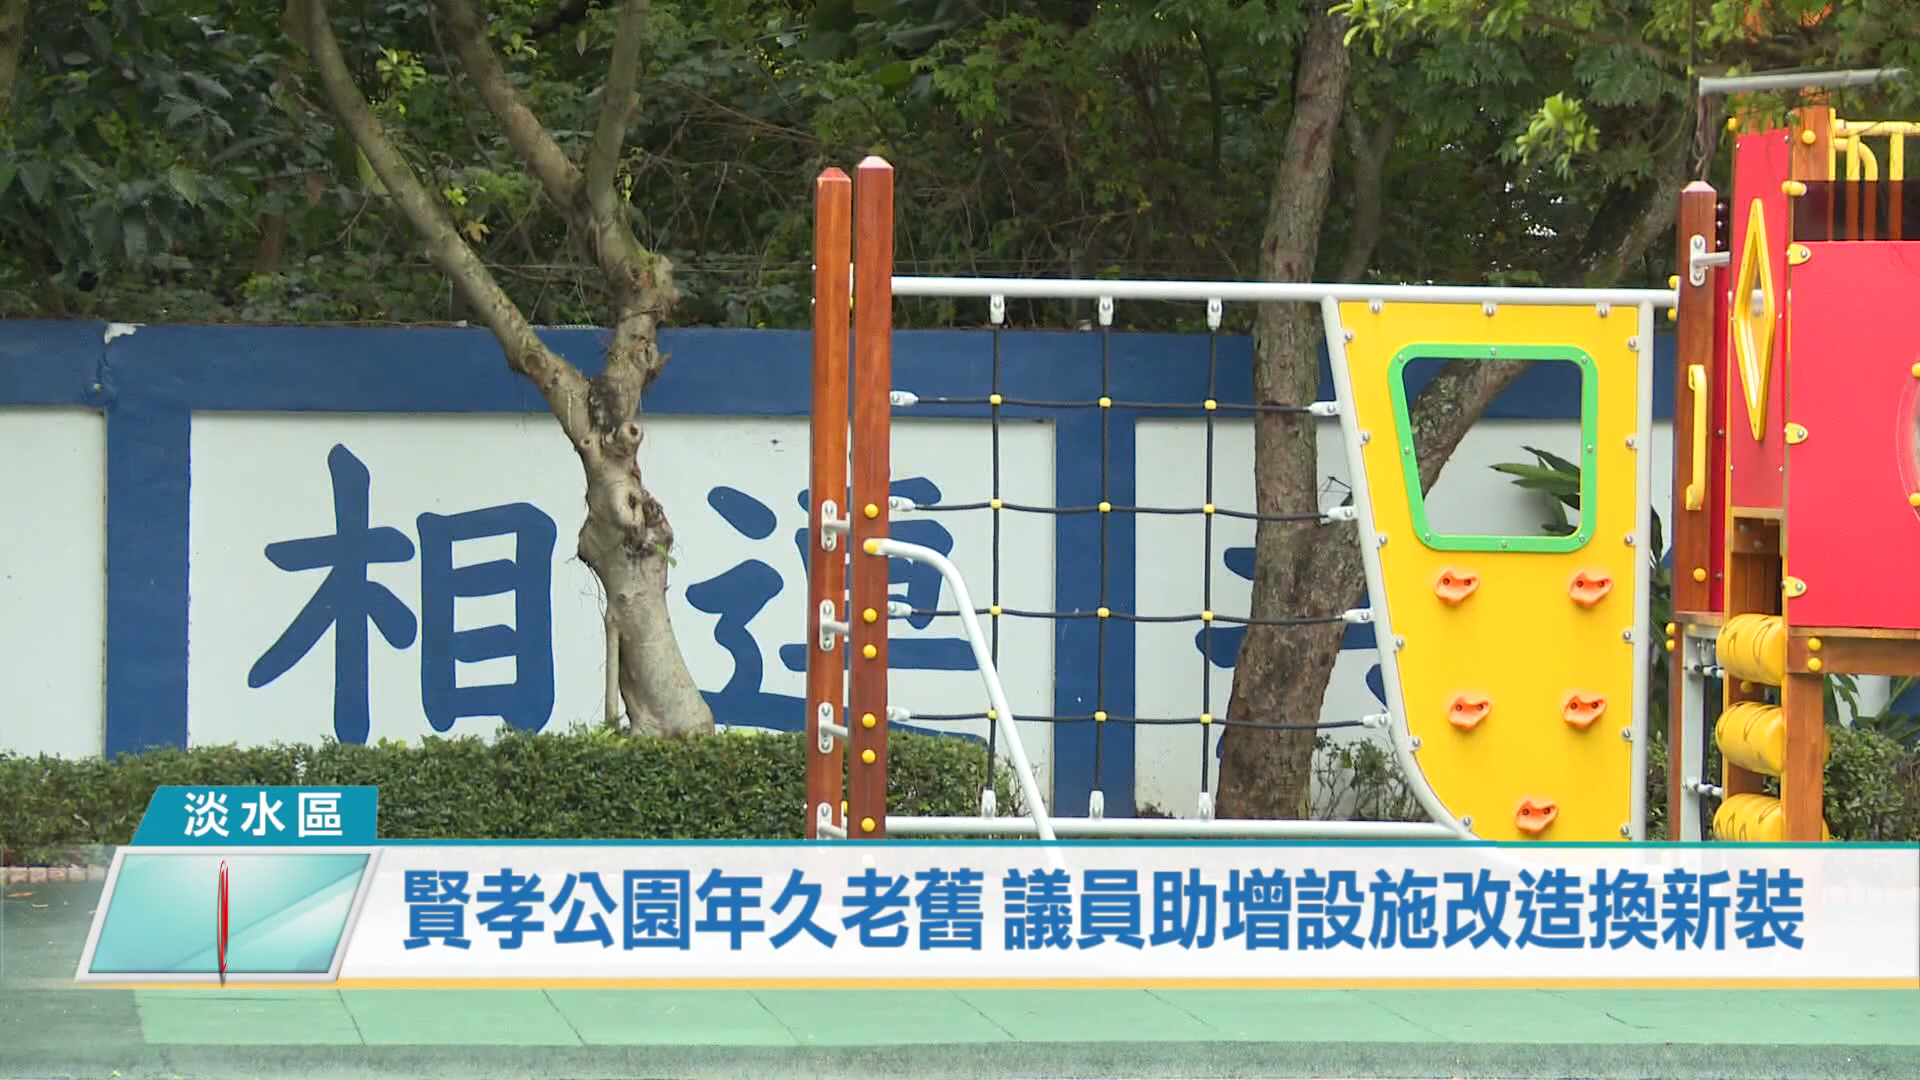 相連
淡水區
賢孝公園年久老舊 議員助增設施改造換新裝